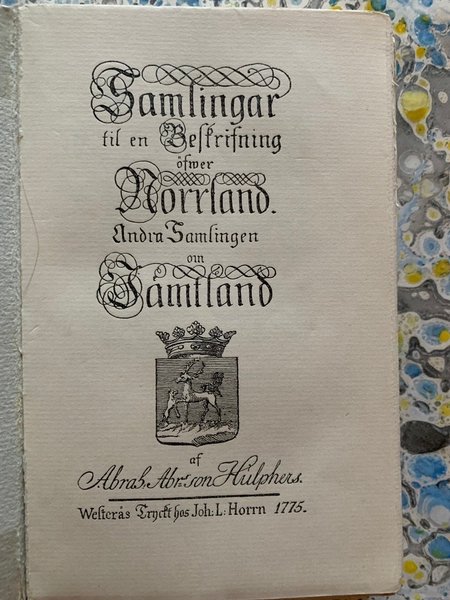 Samlingar
til en Beskrifning
öfwer
Norrland.
Andra Samlingen
om
Jämtland
af
Abrah. Abr:son Hülphers.
Westerås Tryckt hos Joh: L: Horrn 1775.